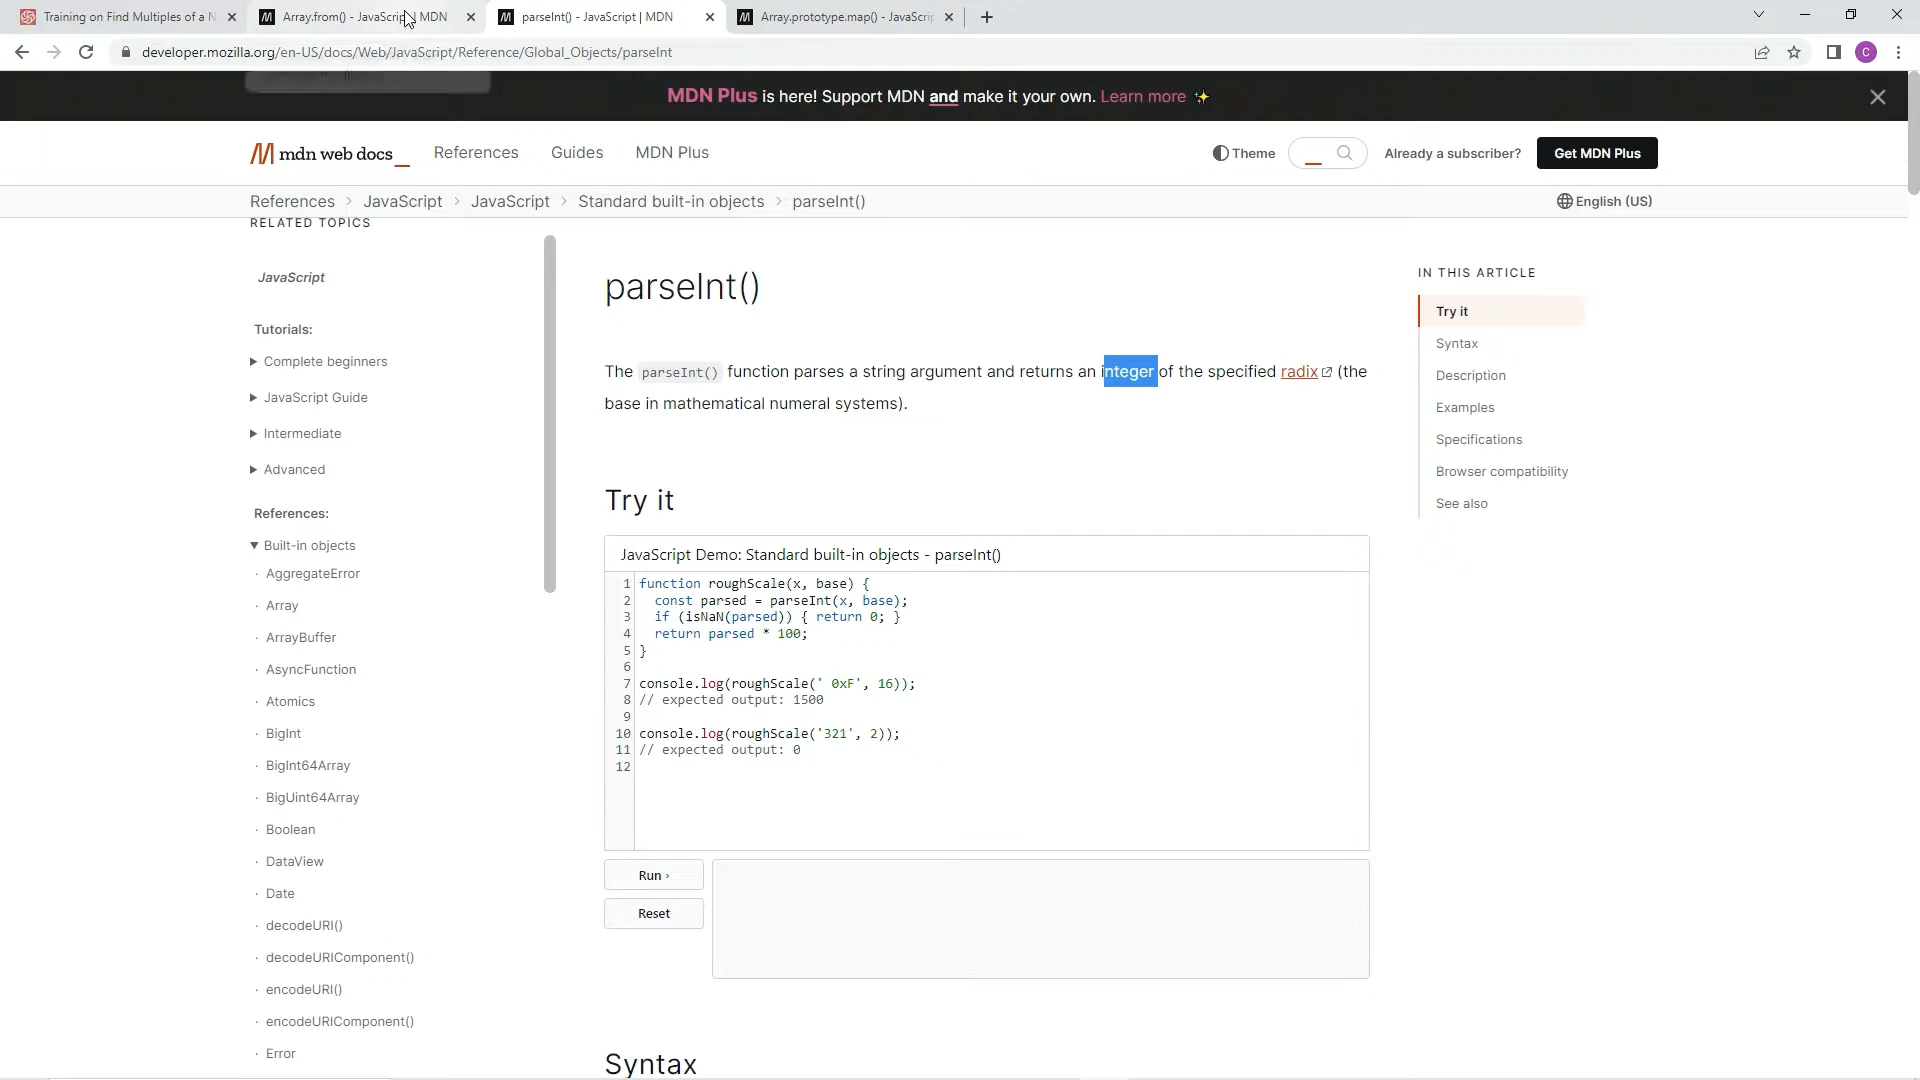 Training on Find Multiples of a N
Array.from() - JavaScript | MDN
parseInt() - JavaScript | MDN
Array.prototype.map() - JavaScrip
developer.mozilla.org/en-US/docs/Web/JavaScript/Reference/Global_Objects/parseInt
C
MDN Plus is here! Support MDN and make it your own. Learn more ✨
mdn web docs_
References
Guides
MDN Plus
Theme
Already a subscriber?
Get MDN Plus
References > JavaScript > JavaScript > Standard built-in objects > parseInt()
English (US)
RELATED TOPICS
JavaScript
Tutorials:
Complete beginners
JavaScript Guide
Intermediate
Advanced
References:
Built-in objects
AggregateError
Array
ArrayBuffer
AsyncFunction
Atomics
BigInt
BigInt64Array
BigUint64Array
Boolean
DataView
Date
decodeURI()
decodeURIComponent()
encodeURI()
encodeURIComponent()
Error
parseInt()
The parseInt() function parses a string argument and returns an integer of the specified radix (the
base in mathematical numeral systems).
Try it
JavaScript Demo: Standard built-in objects - parseInt()
1 function roughScale(x, base) {
2   const parsed = parseInt(x, base);
3   if (isNaN(parsed)) { return 0; }
4   return parsed * 100;
5 }
6
7 console.log(roughScale(' 0xF', 16));
8 // expected output: 1500
9
10 console.log(roughScale('321', 2));
11 // expected output: 0
12
Run ›
Reset
Syntax
IN THIS ARTICLE
Try it
Syntax
Description
Examples
Specifications
Browser compatibility
See also